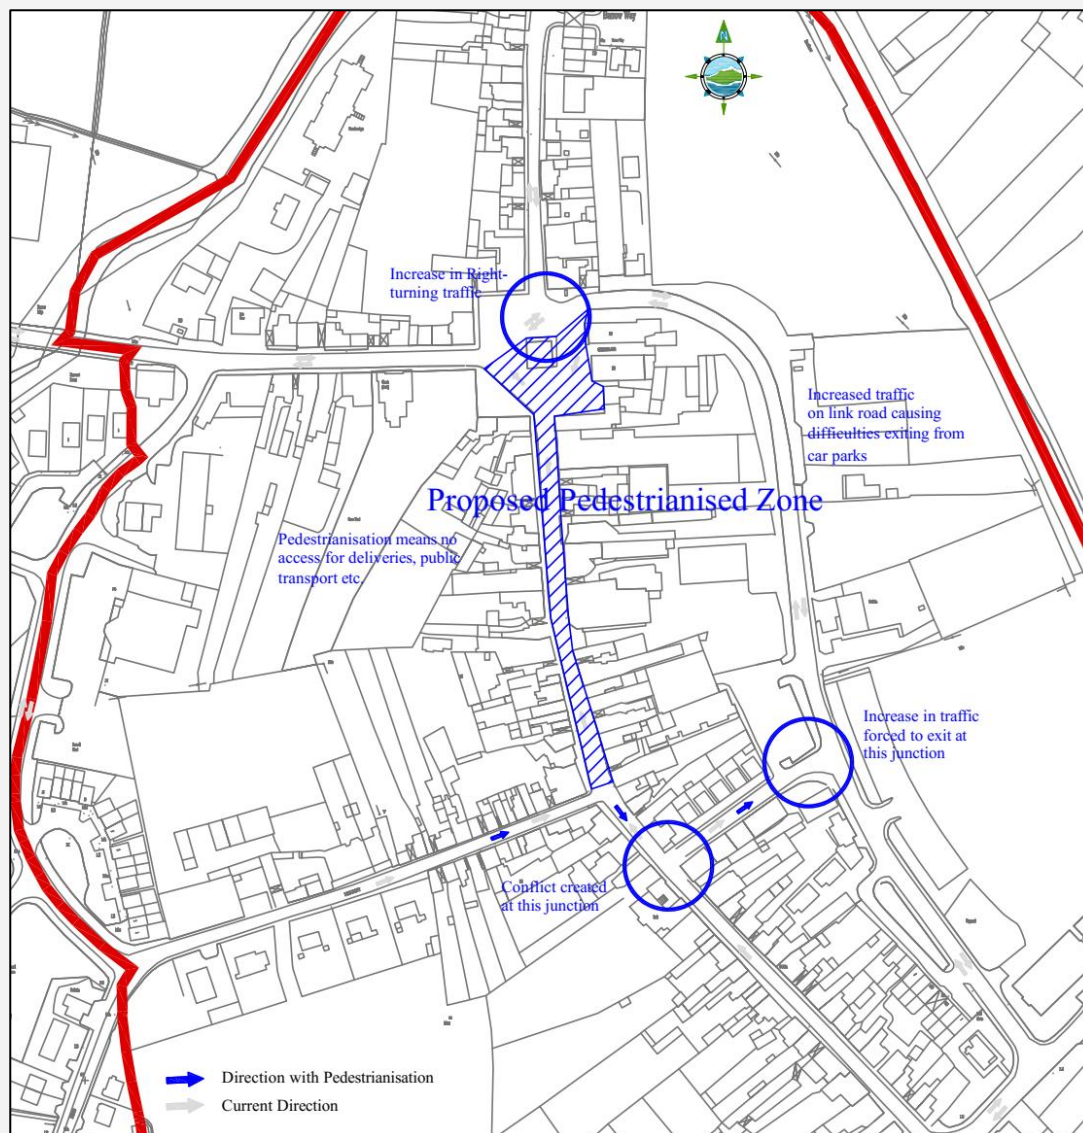 Barrow Way
N
Increase in Right-
turning traffic
Increased traffic
on link road causing
difficulties exiting from
car parks
Proposed Pedestrianised Zone
Pedestrianisation means no
access for deliveries, public
transport etc.
Increase in traffic
forced to exit at
this junction
Conflict created
at this junction
Direction with Pedestrianisation
Current Direction